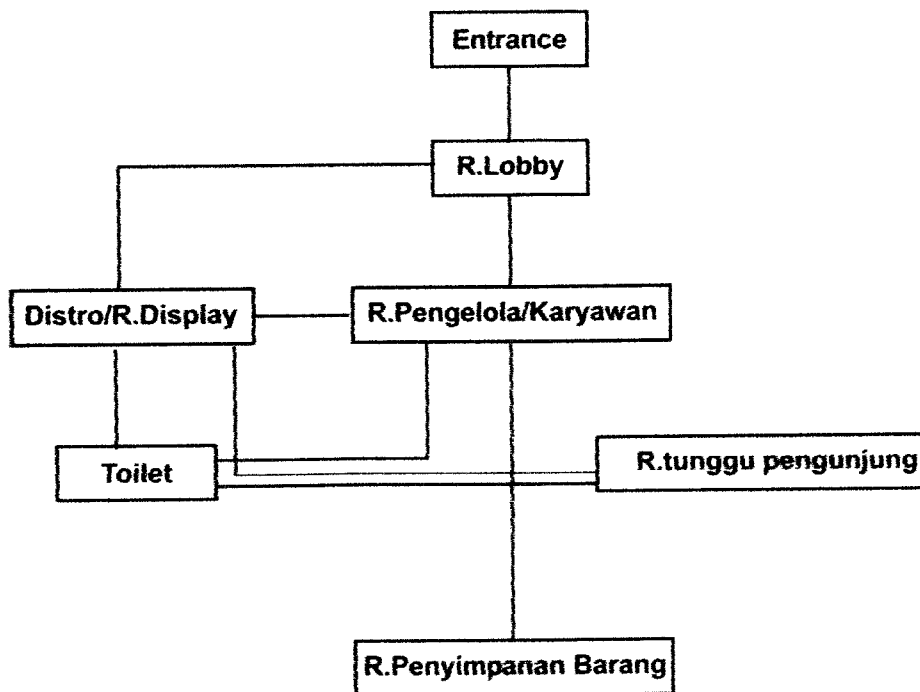 Entrance
R.Lobby
Distro/R.Display
R.Pengelola/Karyawan
Toilet
R.tunggu pengunjung
R.Penyimpanan Barang